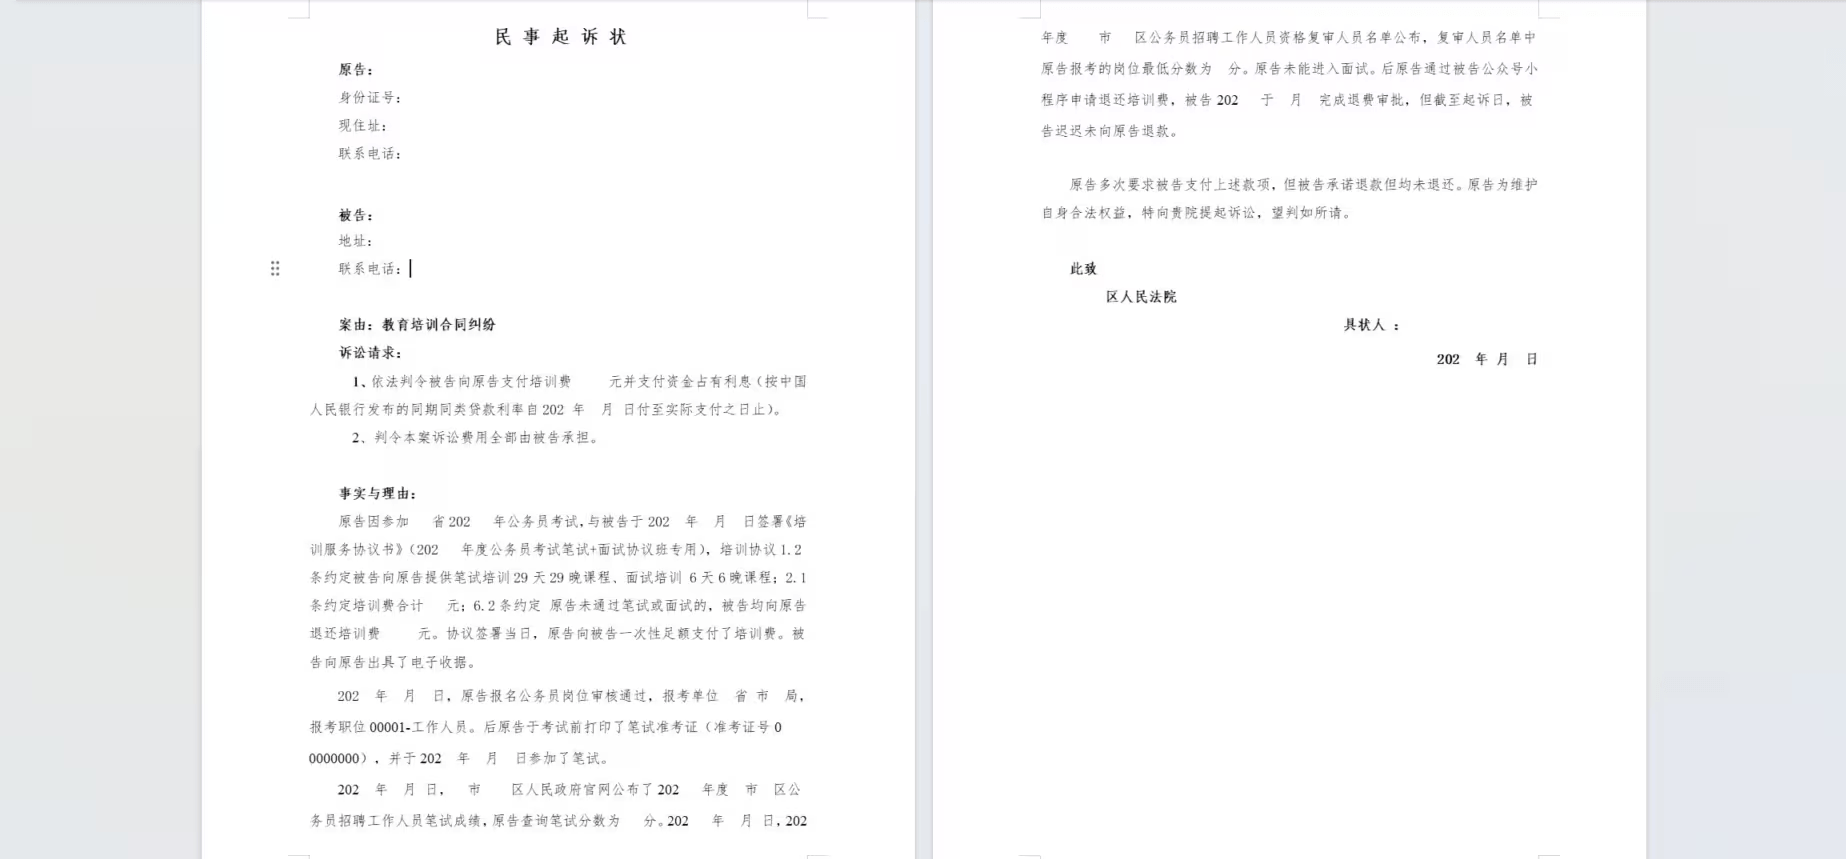 民 事 起 诉 状
原告：
身份证号：
现住址：
联系电话：
被告：
地址：
联系电话：
案由：教育培训合同纠纷
诉讼请求：
1、依法判令被告向原告支付培训费 元并支付资金占有利息（按中国
人民银行发布的同期同类贷款利率自202 年 月 日付至实际支付之日止）。
2、判令本案诉讼费用全部由被告承担。
事实与理由：
原告因参加 省202 年公务员考试，与被告于202 年 月 日签署《培
训服务协议书》（202 年度公务员考试笔试+面试协议班专用），培训协议1.2
条约定被告向原告提供笔试培训29天29晚课程、面试培训 6天6晚课程；2.1
条约定培训费合计 元；6.2条约定 原告未通过笔试或面试的，被告均向原告
退还培训费 元。协议签署当日，原告向被告一次性足额支付了培训费。被
告向原告出具了电子收据。
202 年 月 日，原告报名公务员岗位审核通过，报考单位 省 市 局，
报考职位00001-工作人员。后原告于考试前打印了笔试准考证（准考证号0
0000000），并于202 年 月 日参加了笔试。
202 年 月 日， 市 区人民政府官网公布了202 年度 市 区公
务员招聘工作人员笔试成绩，原告查询笔试分数为 分。202 年 月 日，202
年度 市 区公务员招聘工作人员资格复审人员名单公布，复审人员名单中
原告报考的岗位最低分数为 分。原告未能进入面试。后原告通过被告公众号小
程序申请退还培训费，被告202 于 月 完成退费审批，但截至起诉日，被
告迟迟未向原告退款。
原告多次要求被告支付上述款项，但被告承诺退款但均未退还。原告为维护
自身合法权益，特向贵院提起诉讼，望判如所请。
此致
区人民法院
具状人 ：
202 年 月 日